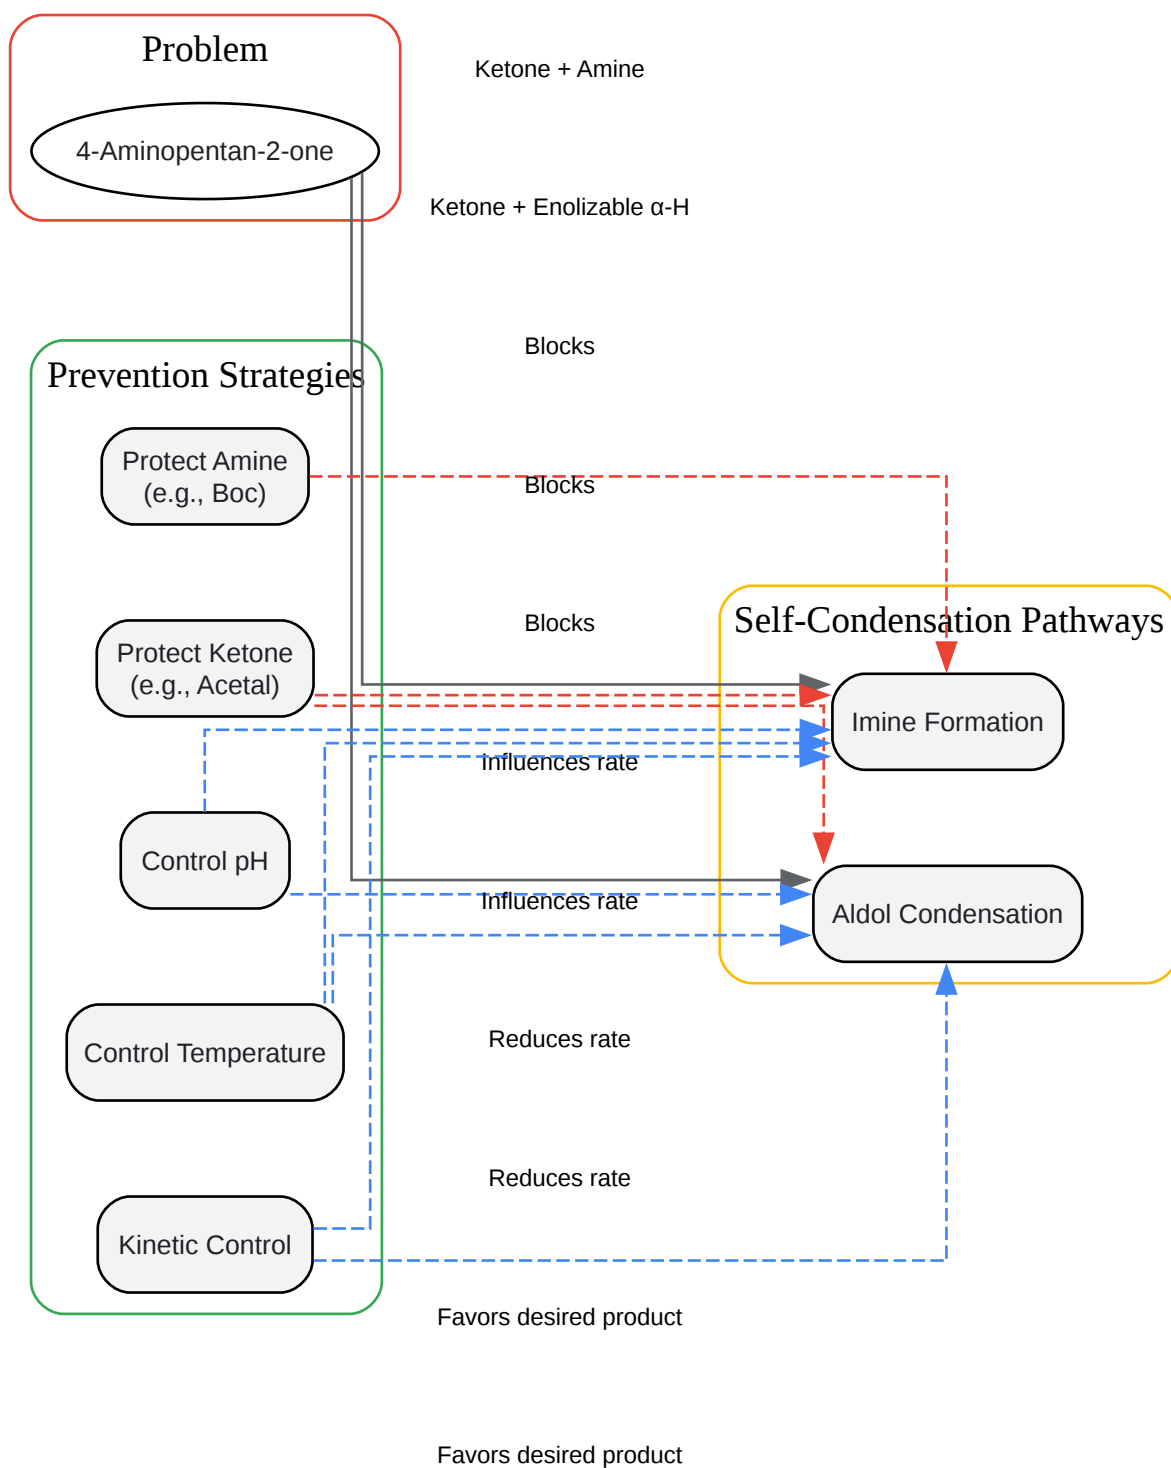 Problem
Ketone + Amine
4-Aminopentan-2-one
Ketone + Enolizable α-H
Blocks
Prevention Strategies
Protect Amine
(e.g., Boc)
Blocks
Blocks
Self-Condensation Pathways
Protect Ketone
(e.g., Acetal)
Imine Formation
Influences rate
Control pH
Influences rate
Aldol Condensation
Reduces rate
Control Temperature
Reduces rate
Kinetic Control
Favors desired product
Favors desired product